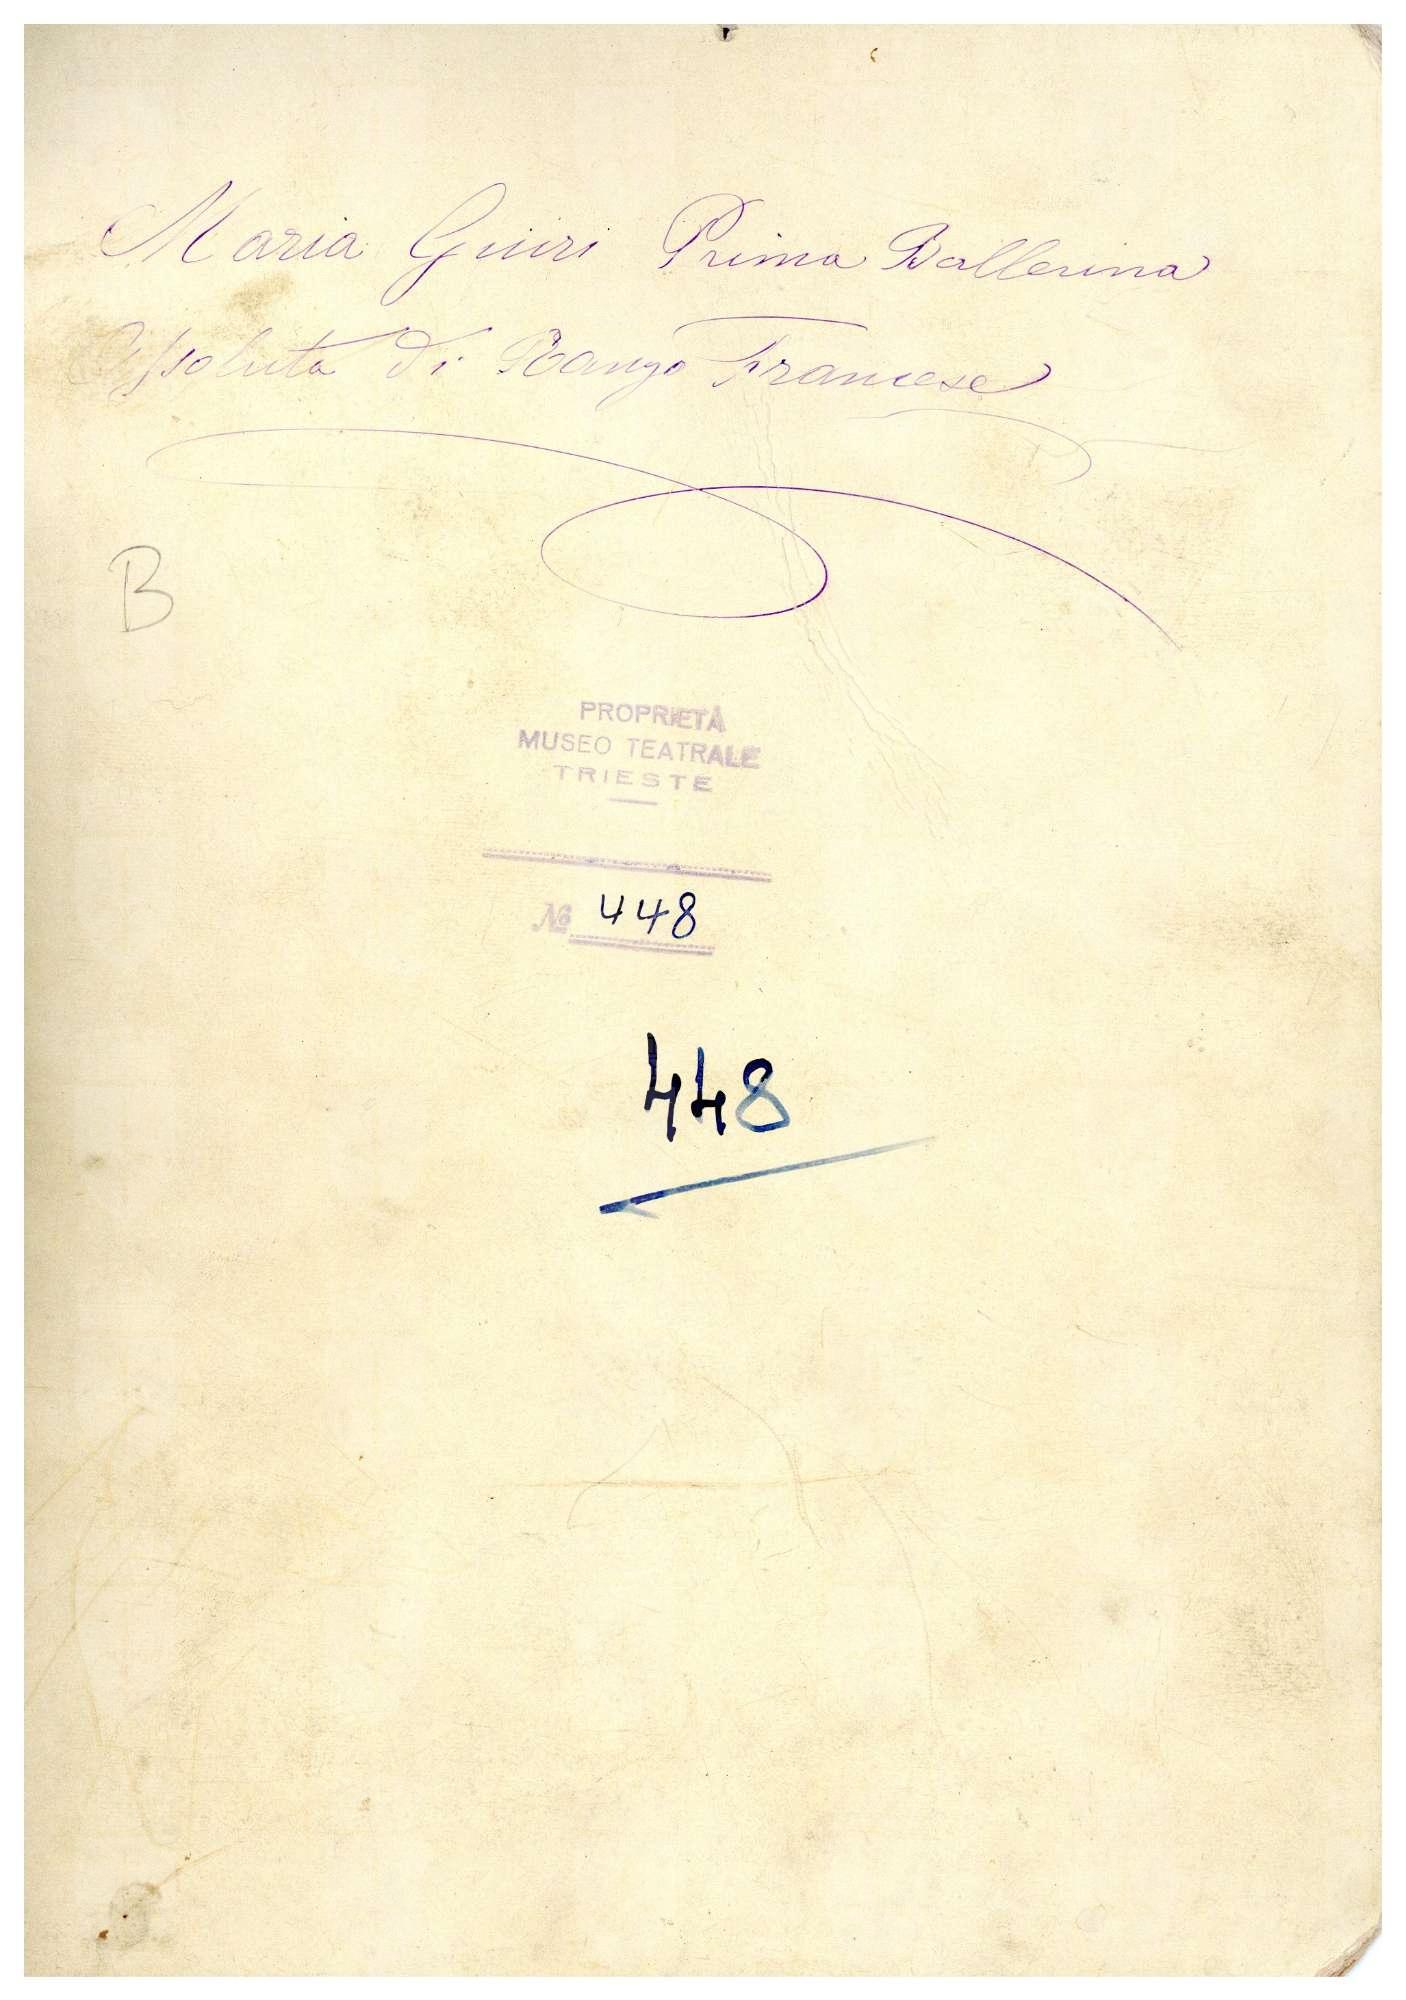 Maria Giuri Prima Ballerina
Assoluta di Rango Francese
B
PROPRIETÀ
MUSEO TEATRALE
TRIESTE
№ 448
448